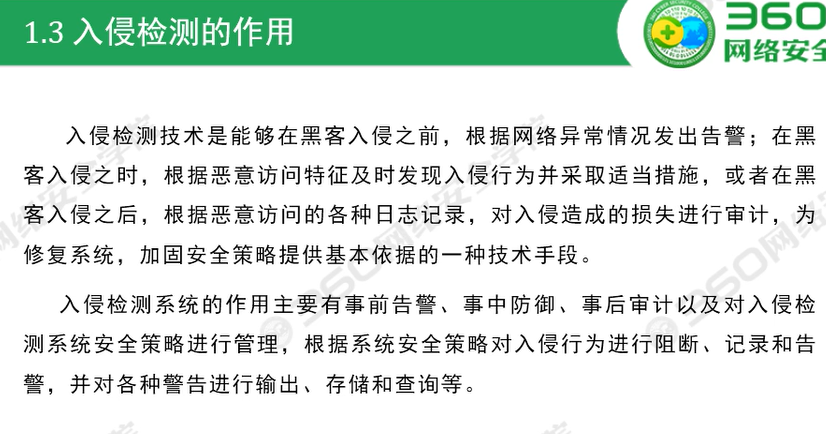 1.3 入侵检测的作用
360
网络安全
入侵检测技术是能够在黑客入侵之前，根据网络异常情况发出告警；在黑
客入侵之时，根据恶意访问特征及时发现入侵行为并采取适当措施，或者在黑
客入侵之后，根据恶意访问的各种日志记录，对入侵造成的损失进行审计，为
修复系统，加固安全策略提供基本依据的一种技术手段。
入侵检测系统的作用主要有事前告警、事中防御、事后审计以及对入侵检
测系统安全策略进行管理，根据系统安全策略对入侵行为进行阻断、记录和告
警，并对各种警告进行输出、存储和查询等。